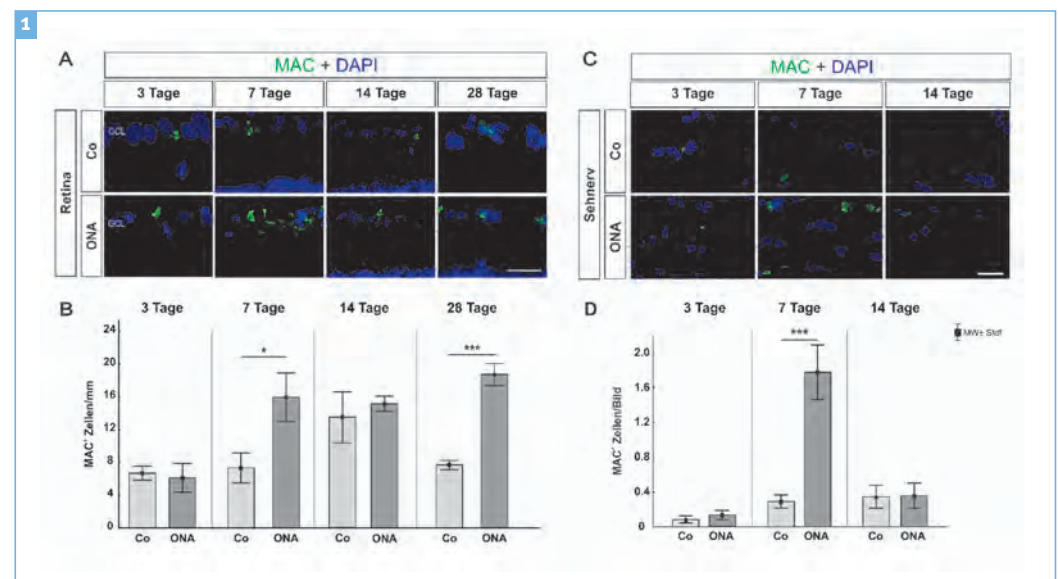 1
A
MAC + DAPI
3 Tage 7 Tage 14 Tage 28 Tage
Retina
Co
GCL
ONA
GCL
B 3 Tage 7 Tage 14 Tage 28 Tage
MAC⁺ Zellen/mm
24
20
16
12
8
4
0
*
***
Co ONA Co ONA Co ONA Co ONA
C
MAC + DAPI
3 Tage 7 Tage 14 Tage
Sehnerv
Co
ONA
D 3 Tage 7 Tage 14 Tage
MW± Stdf
MAC⁺ Zellen/Bild
2.0
1.6
1.2
0.8
0.4
0
***
Co ONA Co ONA Co ONA